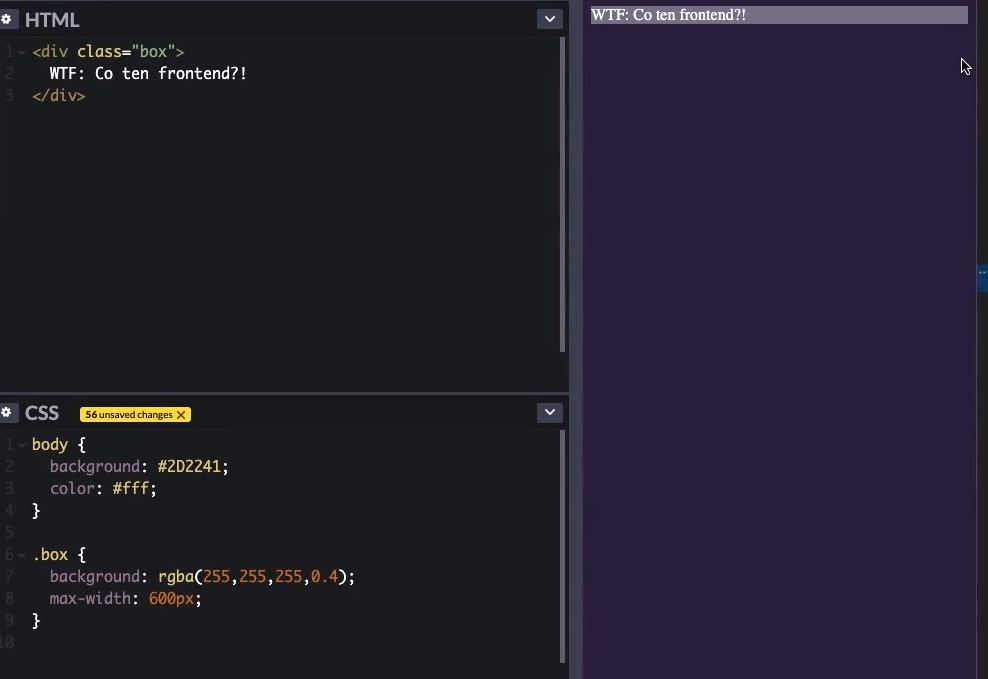 HTML
1 <div class="box">
2 WTF: Co ten frontend?!
3 </div>
CSS 56 unsaved changes X
1 body {
2 background: #2D2241;
3 color: #fff;
4 }
5
6 .box {
7 background: rgba(255,255,255,0.4);
8 max-width: 600px;
9 }
10
WTF: Co ten frontend?!